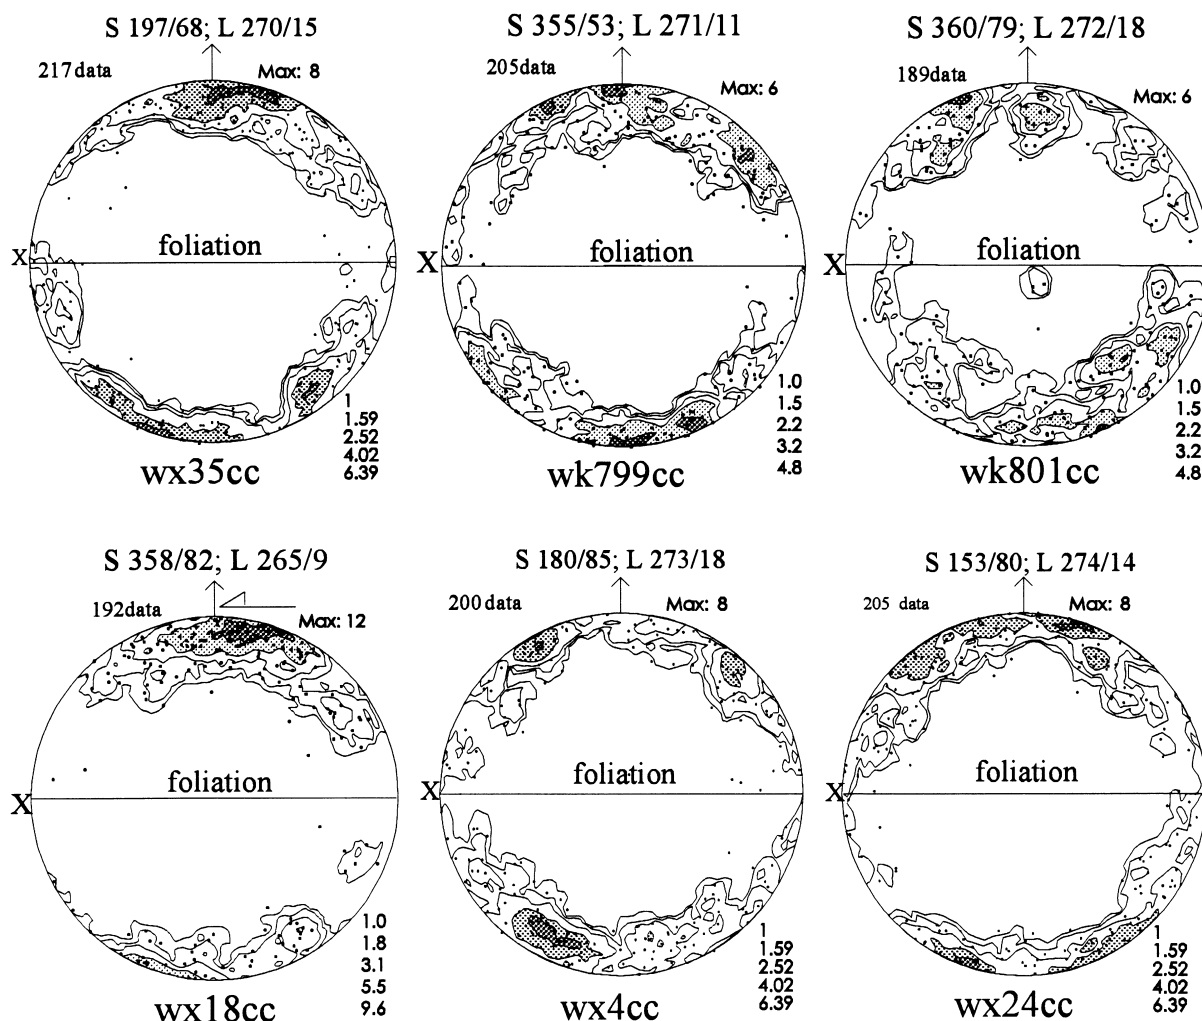 S 197/68; L 270/15
217data
Max: 8
X
foliation
1
1.59
2.52
4.02
6.39
wx35cc
S 355/53; L 271/11
205data
Max: 6
X
foliation
1.0
1.5
2.2
3.2
4.8
wk799cc
S 360/79; L 272/18
189data
Max: 6
X
foliation
1.0
1.5
2.2
3.2
4.8
wk801cc
S 358/82; L 265/9
192data
Max: 12
X
foliation
1.0
1.8
3.1
5.5
9.6
wx18cc
S 180/85; L 273/18
200 data
Max: 8
X
foliation
1
1.59
2.52
4.02
6.39
wx4cc
S 153/80; L 274/14
205 data
Max: 8
X
foliation
1
1.59
2.52
4.02
6.39
wx24cc